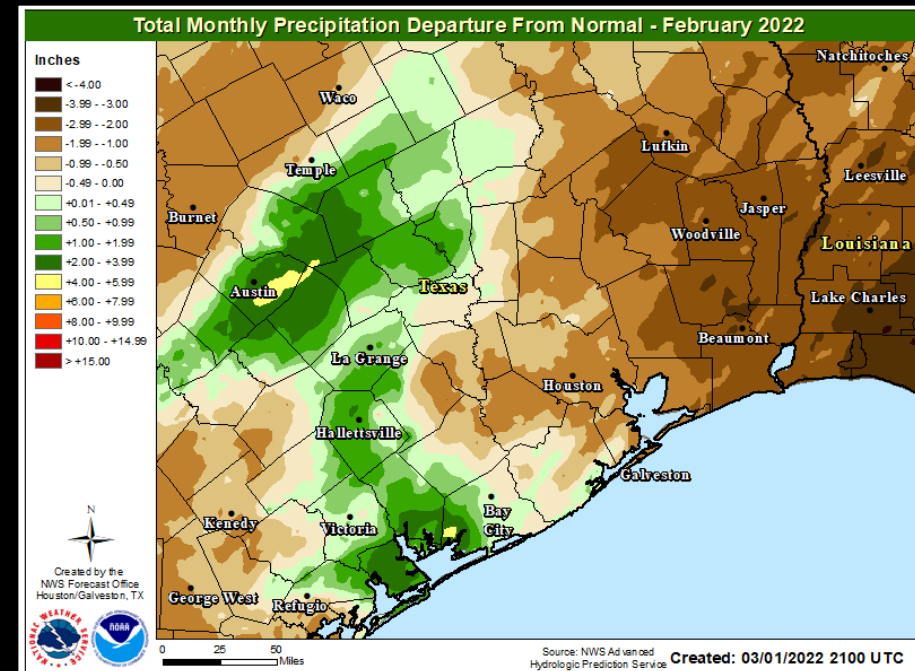 Total Monthly Precipitation Departure From Normal - February 2022
Inches
< -4.00
-3.99 - -3.00
-2.99 - -2.00
-1.99 - -1.00
-0.99 - -0.50
-0.49 - 0.00
+0.01 - +0.49
+0.50 - +0.99
+1.00 - +1.99
+2.00 - +3.99
+4.00 - +5.99
+6.00 - +7.99
+8.00 - +9.99
+10.00 - +14.99
> +15.00
Natchitoches
Waco
Lufkin
Temple
Leesville
Burnet
Jasper
Woodville
Louisiana
Austin
Texas
Lake Charles
Beaumont
La Grange
Houston
Hallettsville
Galveston
Bay
City
Kenedy
Victoria
George West
Refugio
N
Created by the
NWS Forecast Office
Houston/Galveston, TX
NATIONAL WEATHER SERVICE
NOAA
0 25 50
Miles
Source: NWS Advanced
Hydrologic Prediction Service
Created: 03/01/2022 2100 UTC